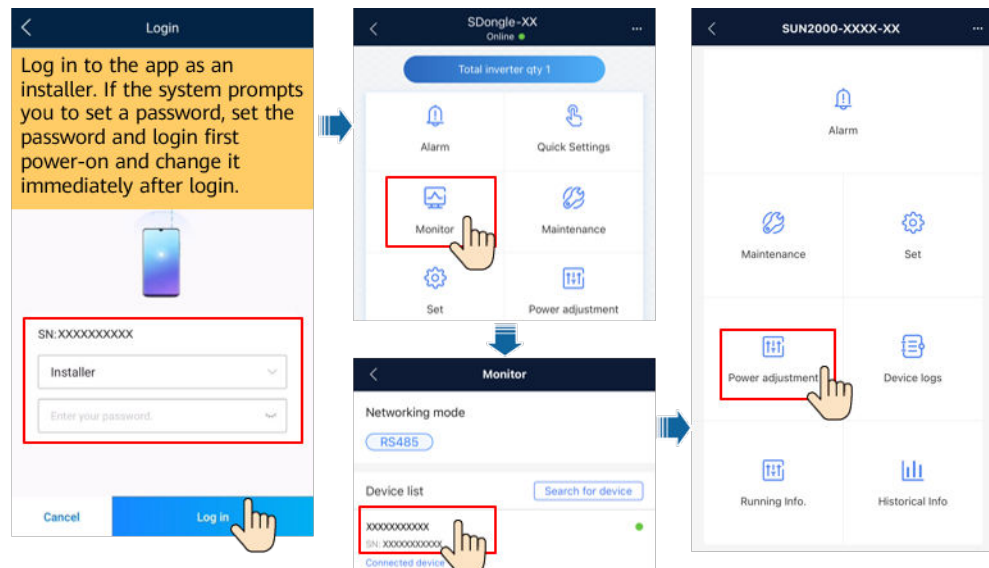 Login
Log in to the app as an
installer. If the system prompts
you to set a password, set the
password and login first
power-on and change it
immediately after login.
SN:XXXXXXXXXX
Installer
Enter your password.
Cancel
Log in
SDongle-XX
Online
Total inverter qty 1
Alarm
Quick Settings
Monitor
Maintenance
Set
Power adjustment
Monitor
Networking mode
RS485
Device list
Search for device
XXXXXXXXXXX
SN: XXXXXXXXXXX
Connected device
SUN2000-XXXX-XX
Alarm
Maintenance
Set
Power adjustment
Device logs
Running Info.
Historical Info